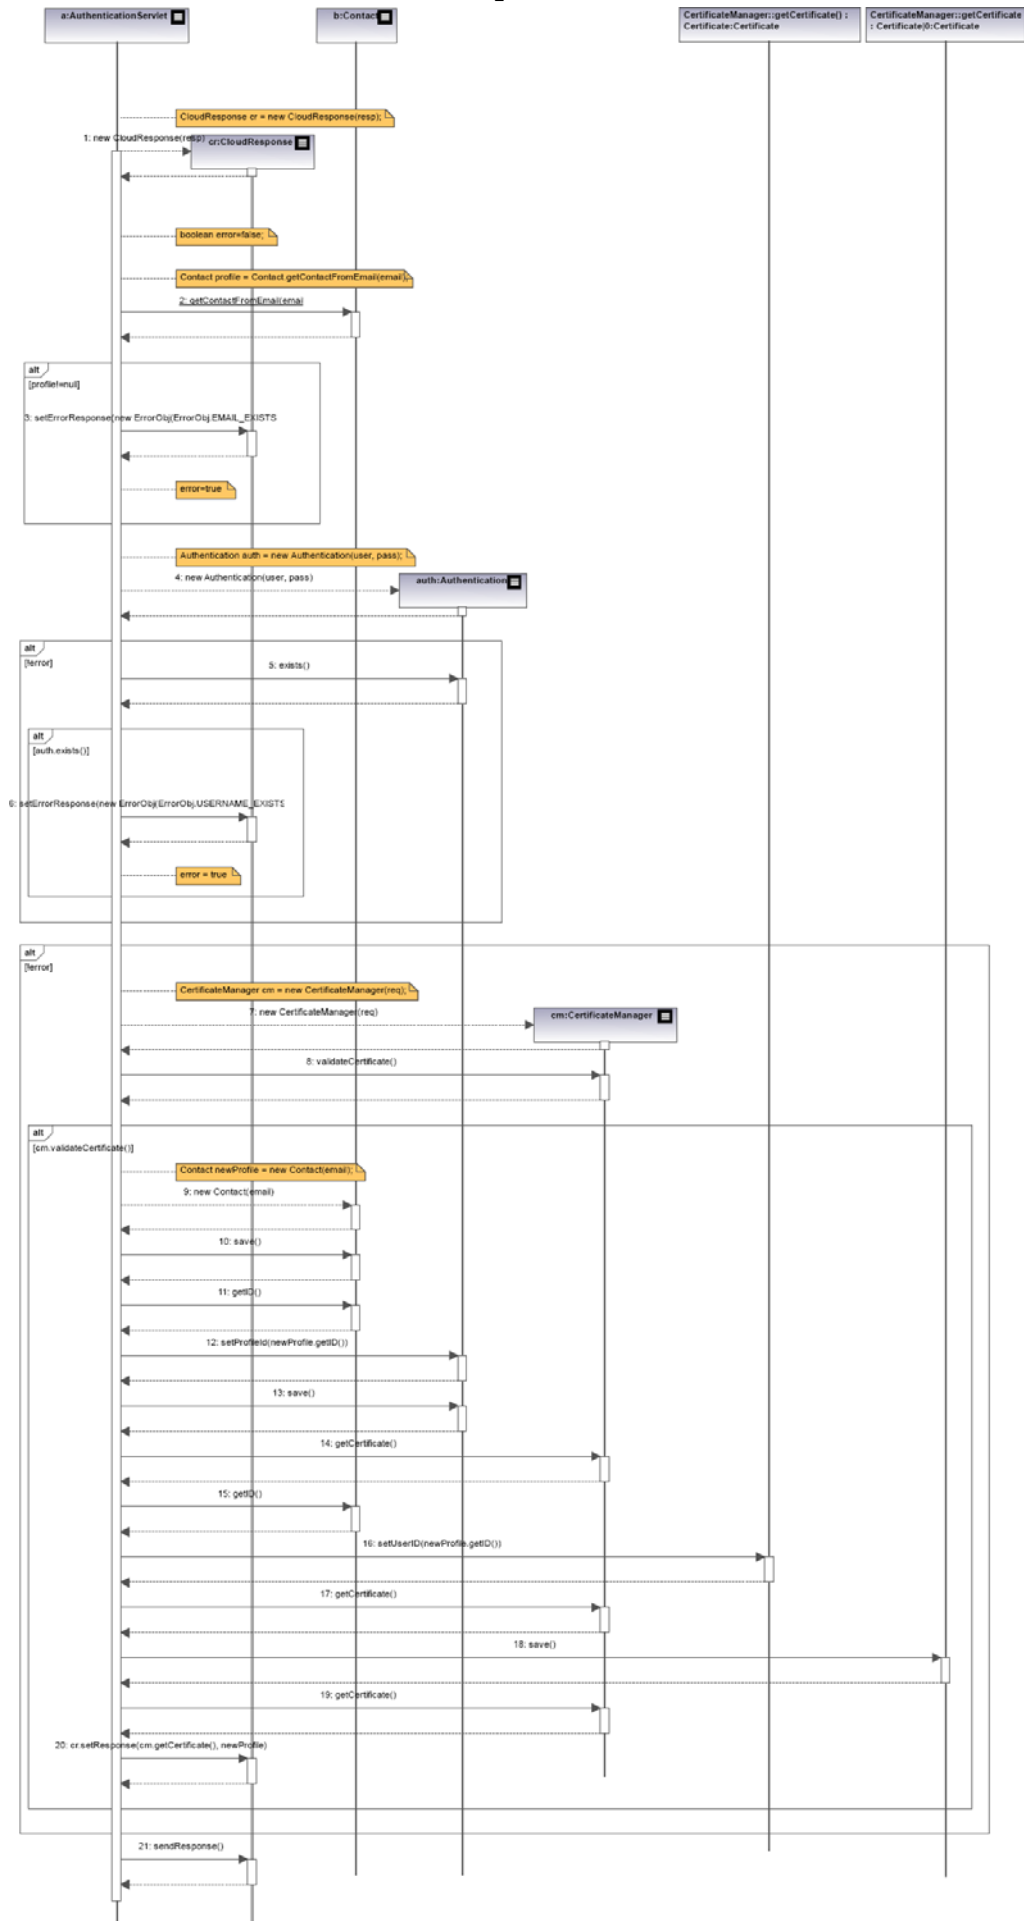 a:AuthenticationServlet
b:Contact
CertificateManager::getCertificate() :
Certificate:Certificate
CertificateManager::getCertificate
: Certificate|0:Certificate
CloudResponse cr = new CloudResponse(resp);
1: new CloudResponse(resp)
cr:CloudResponse
boolean error=false;
Contact profile = Contact.getContactFromEmail(email);
2: getContactFromEmail(emai
alt
[profile!=null]
3: setErrorResponse(new ErrorObj(ErrorObj.EMAIL_EXISTS
error=true
Authentication auth = new Authentication(user, pass);
4: new Authentication(user, pass)
auth:Authentication
alt
[!error]
5: exists()
alt
[auth.exists()]
6: setErrorResponse(new ErrorObj(ErrorObj.USERNAME_EXISTS
error = true
alt
[!error]
CertificateManager cm = new CertificateManager(req);
7: new CertificateManager(req)
cm:CertificateManager
8: validateCertificate()
alt
[cm.validateCertificate()]
Contact newProfile = new Contact(email);
9: new Contact(email)
10: save()
11: getID()
12: setProfileId(newProfile.getID())
13: save()
14: getCertificate()
15: getID()
16: setUserID(newProfile.getID())
17: getCertificate()
18: save()
19: getCertificate()
20: cr.setResponse(cm.getCertificate(), newProfile)
21: sendResponse()